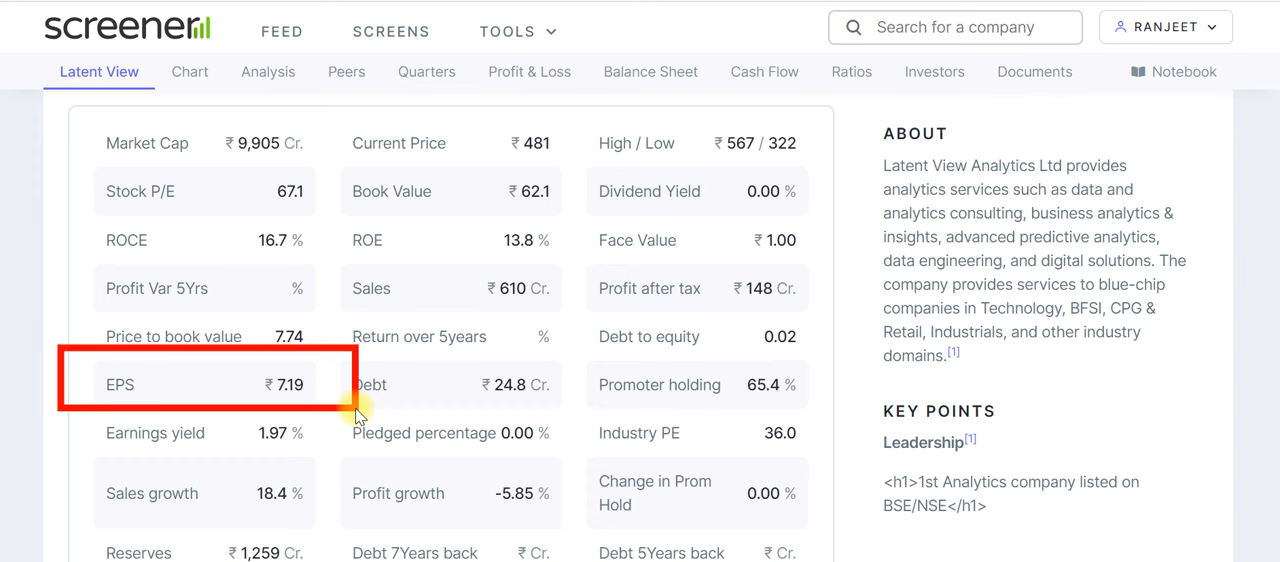 screener
FEED
SCREENS
TOOLS
Search for a company
RANJEET
Latent View
Chart
Analysis
Peers
Quarters
Profit & Loss
Balance Sheet
Cash Flow
Ratios
Investors
Documents
Notebook
Market Cap ₹ 9,905 Cr.
Current Price ₹ 481
High / Low ₹ 567 / 322
Stock P/E 67.1
Book Value ₹ 62.1
Dividend Yield 0.00 %
ROCE 16.7 %
ROE 13.8 %
Face Value ₹ 1.00
Profit Var 5Yrs %
Sales ₹ 610 Cr.
Profit after tax ₹ 148 Cr.
Price to book value 7.74
Return over 5years %
Debt to equity 0.02
EPS ₹ 7.19
Debt ₹ 24.8 Cr.
Promoter holding 65.4 %
Earnings yield 1.97 %
Pledged percentage 0.00 %
Industry PE 36.0
Sales growth 18.4 %
Profit growth -5.85 %
Change in Prom
Hold 0.00 %
Reserves ₹ 1,259 Cr.
Debt 7Years back ₹ Cr.
Debt 5Years back ₹ Cr.
ABOUT
Latent View Analytics Ltd provides
analytics services such as data and
analytics consulting, business analytics &
insights, advanced predictive analytics,
data engineering, and digital solutions. The
company provides services to blue-chip
companies in Technology, BFSI, CPG &
Retail, Industrials, and other industry
domains.[1]
KEY POINTS
Leadership[1]
<h1>1st Analytics company listed on
BSE/NSE</h1>